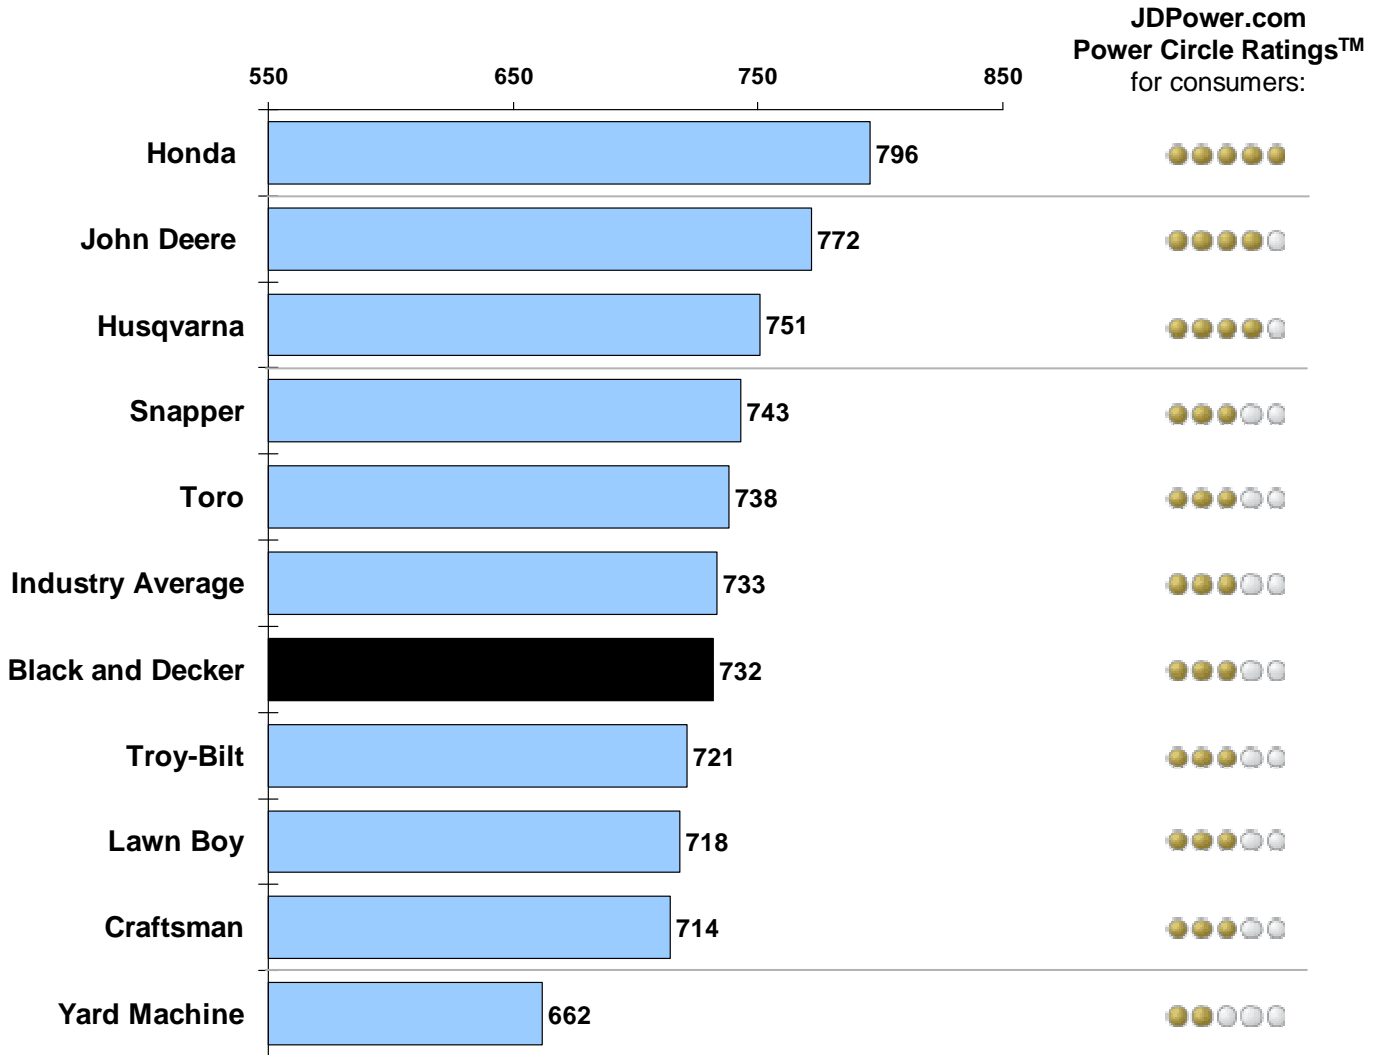 JDPower.com
Power Circle Ratings™
for consumers:
550 650 750 850
Honda 796
John Deere 772
Husqvarna 751
Snapper 743
Toro 738
Industry Average 733
Black and Decker 732
Troy-Bilt 721
Lawn Boy 718
Craftsman 714
Yard Machine 662